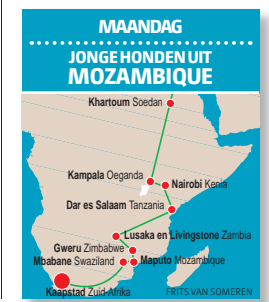 MAANDAG
JONGE HONDEN UIT
MOZAMBIQUE
Khartoum Soedan
Kampala Oeganda
Nairobi Kenia
Dar es Salaam Tanzania
Lusaka en Livingstone Zambia
Gweru Zimbabwe
Mbabane Swaziland
Maputo Mozambique
Kaapstad Zuid-Afrika
FRITS VAN SOMEREN